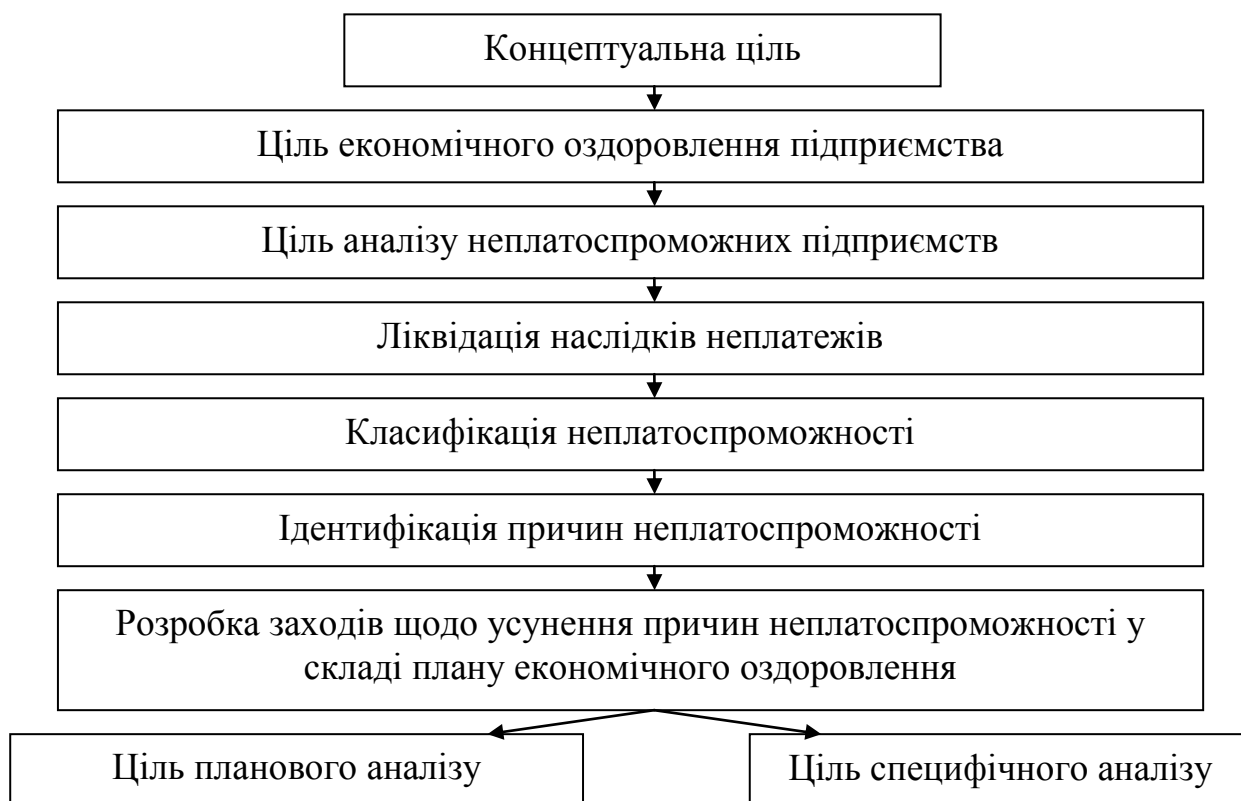 Концептуальна ціль
Ціль економічного оздоровлення підприємства
Ціль аналізу неплатоспроможних підприємств
Ліквідація наслідків неплатежів
Класифікація неплатоспроможності
Ідентифікація причин неплатоспроможності
Розробка заходів щодо усунення причин неплатоспроможності у
складі плану економічного оздоровлення
Ціль планового аналізу
Ціль специфічного аналізу